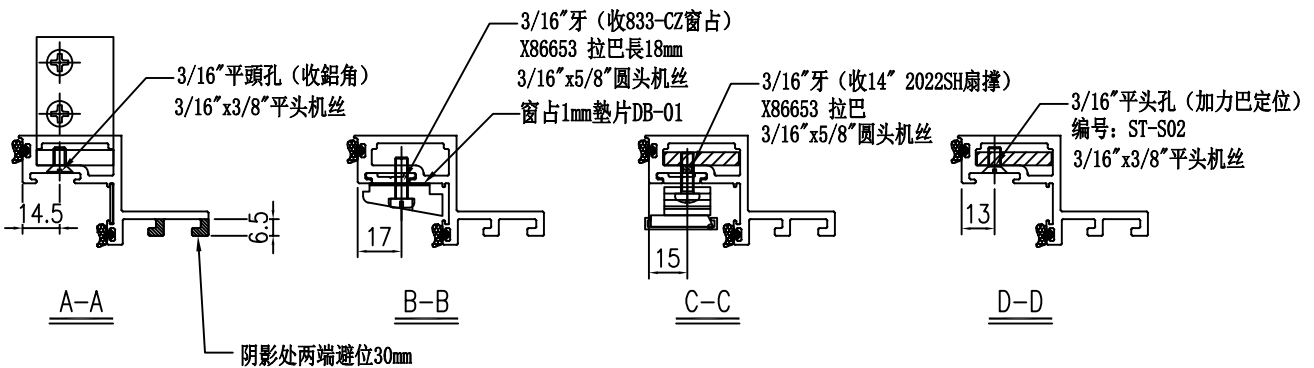 3/16"平頭孔（收鋁角）
3/16"x3/8"平头机丝
14.5
6.5
A-A
阴影处两端避位30mm
3/16"牙（收833-CZ窗占）
X86653 拉巴長18mm
3/16"x5/8"圆头机丝
窗占1mm墊片DB-01
17
B-B
3/16"牙（收14" 2022SH扇撑）
X86653 拉巴
3/16"x5/8"圆头机丝
15
C-C
3/16"平头孔（加力巴定位）
编号: ST-S02
3/16"x3/8"平头机丝
13
D-D